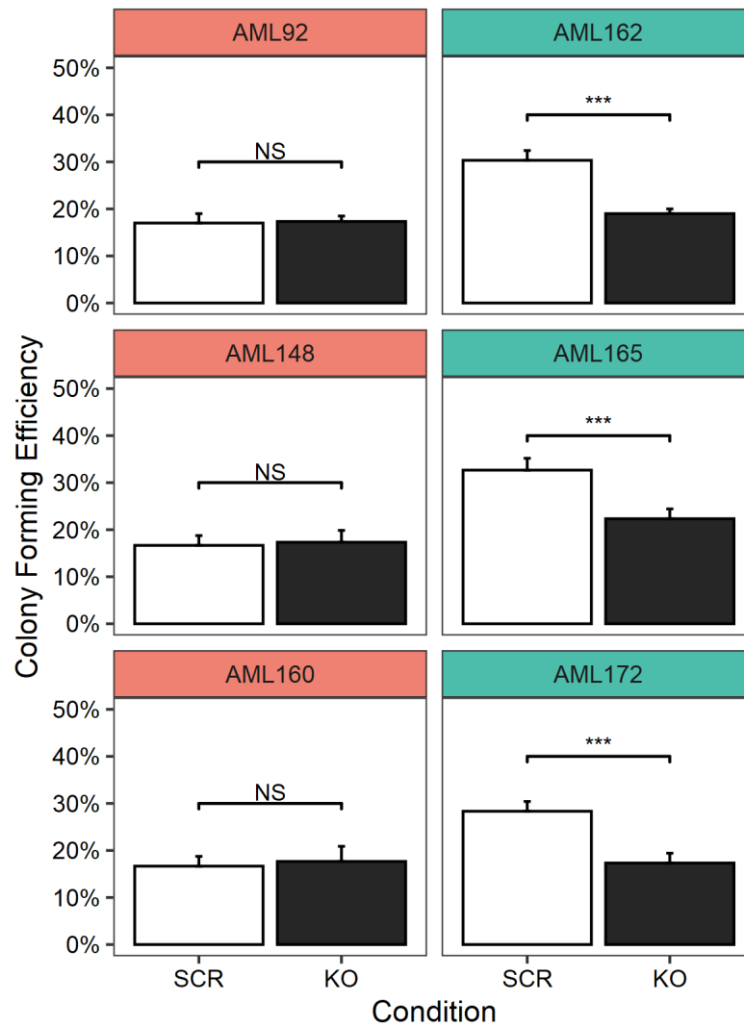 AML92
AML162
50%
40%
30%
20%
10%
0%
NS
***
AML148
AML165
50%
40%
30%
20%
10%
0%
NS
***
AML160
AML172
50%
40%
30%
20%
10%
0%
NS
***
SCR
KO
SCR
KO
Condition
Colony Forming Efficiency